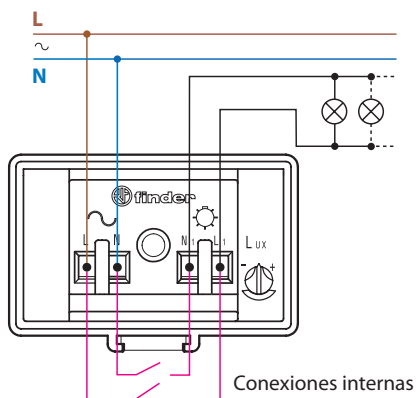 L
~
N
finder
L N N1 L1
LUX
- +
Conexiones internas